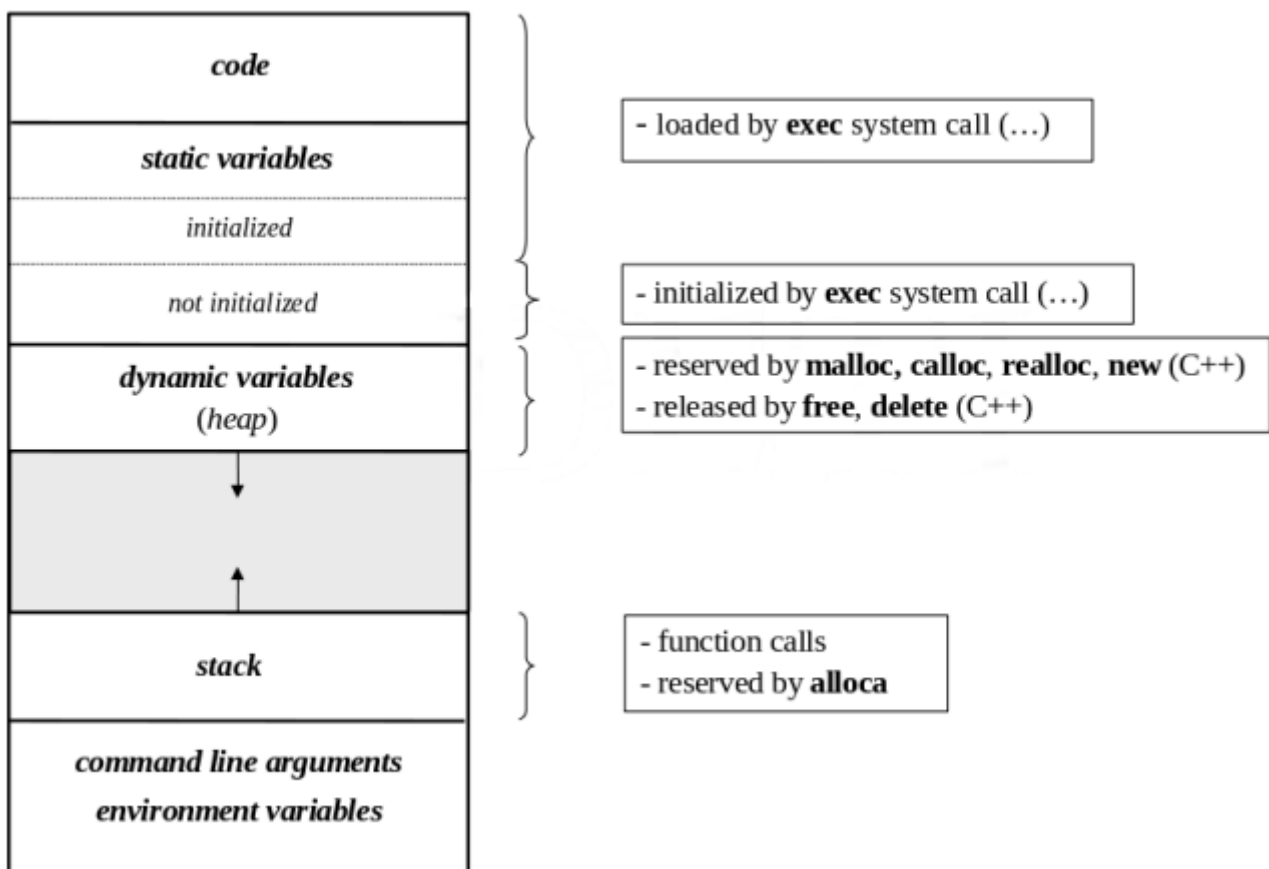 code
- loaded by exec system call (…)
static variables
initialized
not initialized
- initialized by exec system call (…)
dynamic variables
(heap)
- reserved by malloc, calloc, realloc, new (C++)
- released by free, delete (C++)
stack
- function calls
- reserved by alloca
command line arguments
environment variables